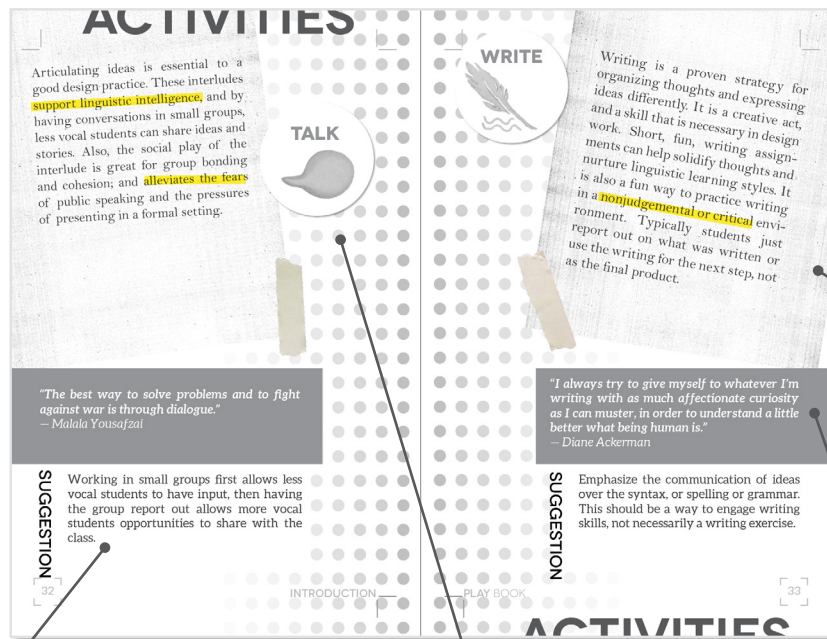 ACTIVITIES
Articulating ideas is essential to a
good design practice. These interludes
support linguistic intelligence, and by
having conversations in small groups,
less vocal students can share ideas and
stories. Also, the social play of the
interlude is great for group bonding
and cohesion; and alleviates the fears
of public speaking and the pressures
of presenting in a formal setting.
TALK
"The best way to solve problems and to fight
against war is through dialogue."
— Malala Yousafzai
SUGGESTION
Working in small groups first allows less
vocal students to have input, then having
the group report out allows more vocal
students opportunities to share with the
class.
32
INTRODUCTION
WRITE
Writing is a proven strategy for
organizing thoughts and expressing
ideas differently. It is a creative act,
and a skill that is necessary in design
work. Short, fun, writing assign-
ments can help solidify thoughts and
nurture linguistic learning styles. It
is also a fun way to practice writing
in a nonjudgemental or critical envi-
ronment. Typically students just
report out on what was written or
use the writing for the next step, not
as the final product.
"I always try to give myself to whatever I'm
writing with as much affectionate curiosity
as I can muster, in order to understand a little
better what being human is."
— Diane Ackerman
SUGGESTION
Emphasize the communication of ideas
over the syntax, or spelling or grammar.
This should be a way to engage writing
skills, not necessarily a writing exercise.
PLAY BOOK
33
ACTIVITIES